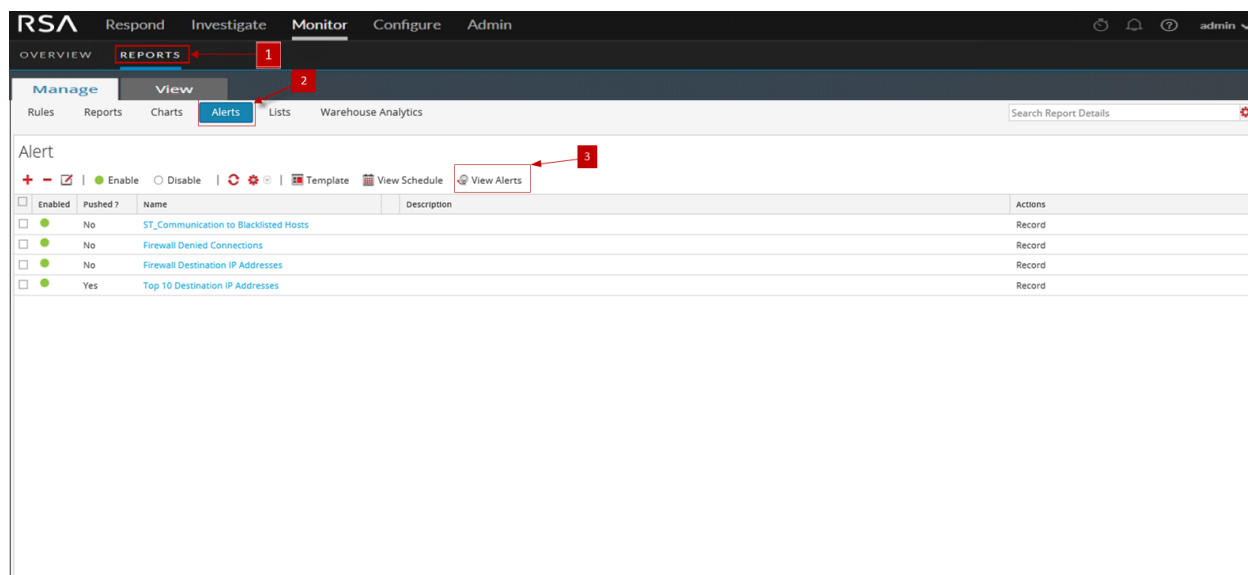 RSA Respond Investigate Monitor Configure Admin admin
OVERVIEW REPORTS 1
Manage View 2
Rules Reports Charts Alerts Lists Warehouse Analytics Search Report Details
Alert
3
Enable Disable Template View Schedule View Alerts
Enabled Pushed ? Name Description Actions
No ST_Communication to Blacklisted Hosts Record
No Firewall Denied Connections Record
No Firewall Destination IP Addresses Record
Yes Top 10 Destination IP Addresses Record